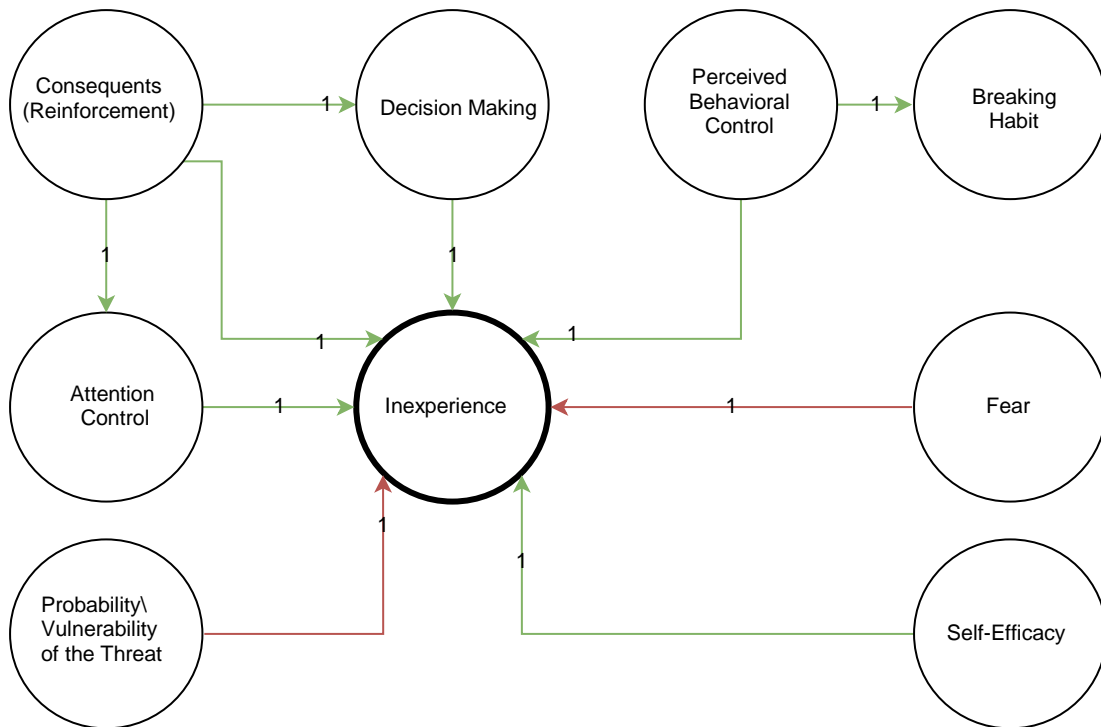 Consequents
(Reinforcement)
1
Decision Making
Perceived
Behavioral
Control
1
Breaking
Habit
1
1
1
1
Attention
Control
1
Inexperience
1
Fear
1
1
Probability\
Vulnerability
of the Threat
Self-Efficacy